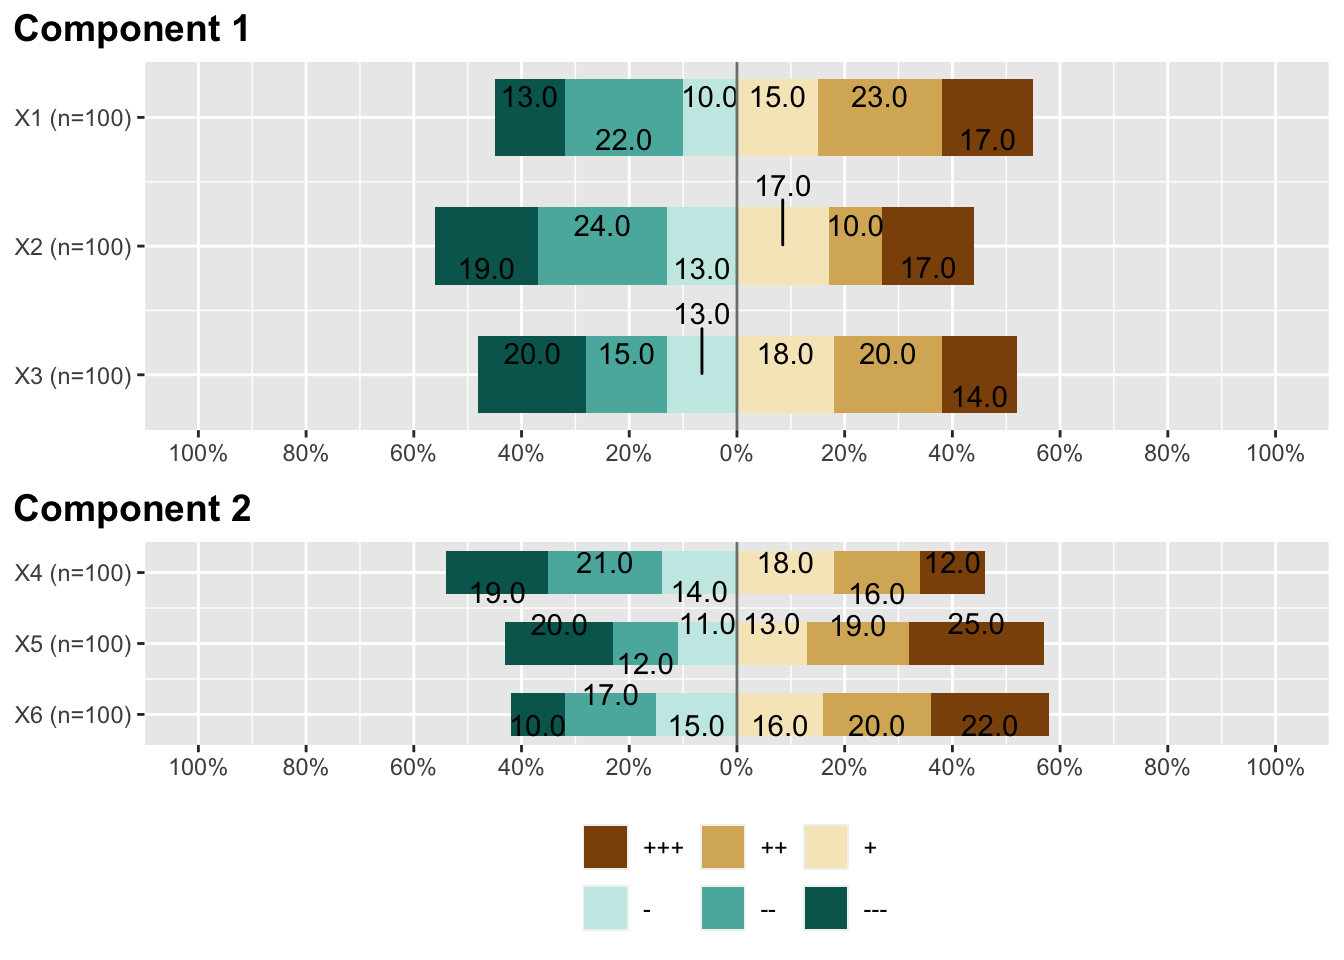 Component 1
X1 (n=100)
13.0 22.0 10.0 15.0 23.0 17.0
X2 (n=100)
19.0 24.0 13.0 17.0 10.0 17.0
X3 (n=100)
20.0 15.0 13.0 18.0 20.0 14.0
100% 80% 60% 40% 20% 0% 20% 40% 60% 80% 100%
Component 2
X4 (n=100)
19.0 21.0 14.0 18.0 16.0 12.0
X5 (n=100)
20.0 12.0 11.0 13.0 19.0 25.0
X6 (n=100)
10.0 17.0 15.0 16.0 20.0 22.0
100% 80% 60% 40% 20% 0% 20% 40% 60% 80% 100%
+++ ++ +
- -- ---